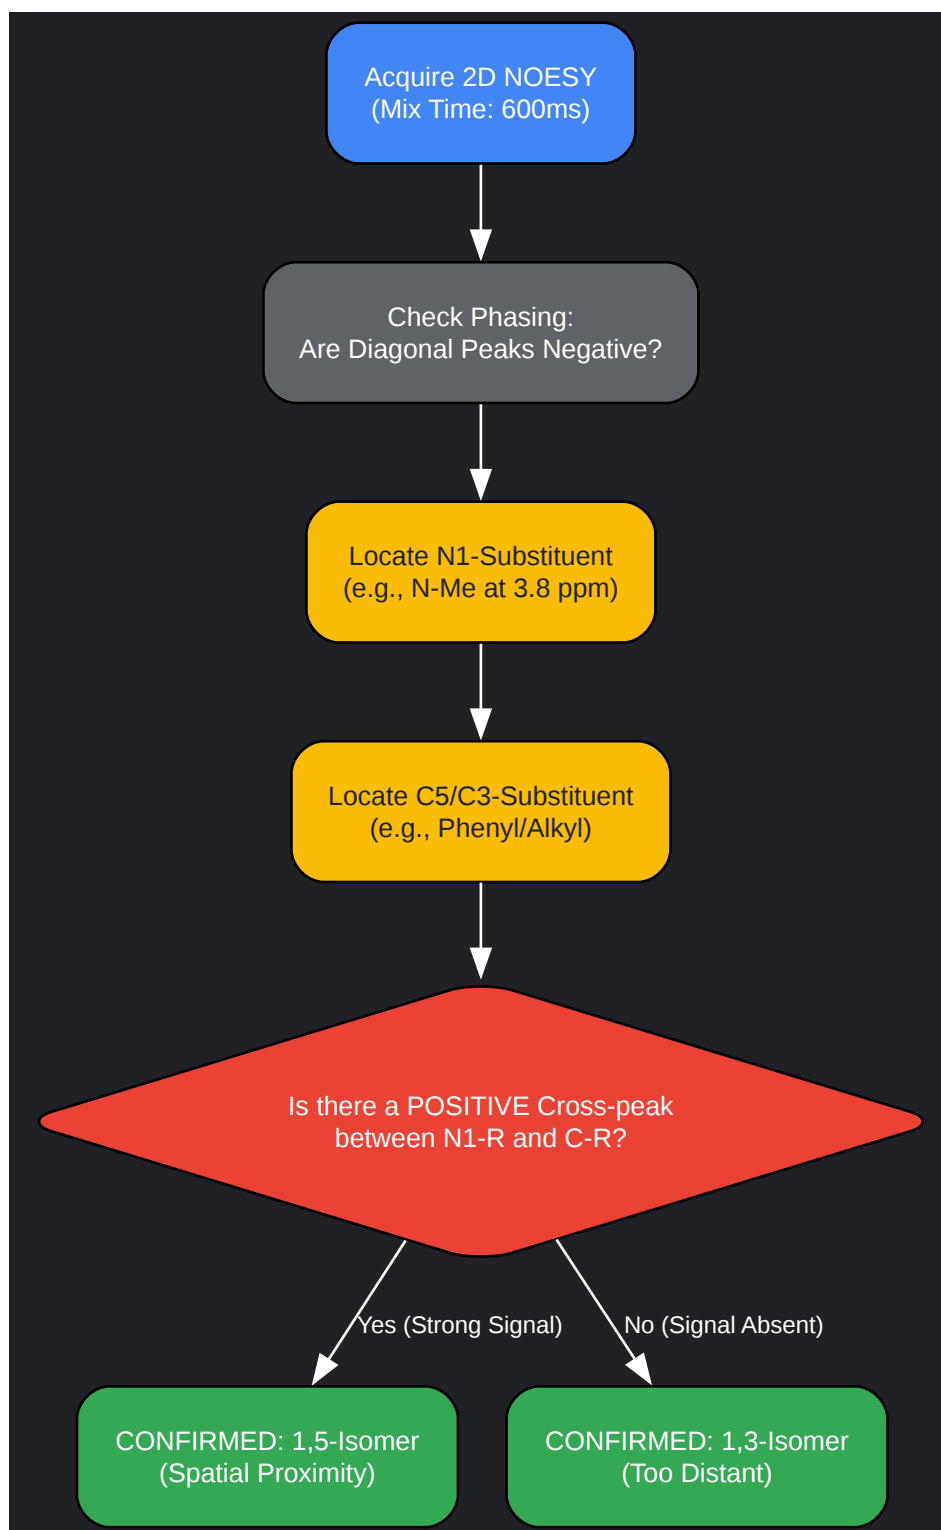 Acquire 2D NOESY
(Mix Time: 600ms)
Check Phasing:
Are Diagonal Peaks Negative?
Locate N1-Substituent
(e.g., N-Me at 3.8 ppm)
Locate C5/C3-Substituent
(e.g., Phenyl/Alkyl)
Is there a POSITIVE Cross-peak
between N1-R and C-R?
Yes (Strong Signal)
No (Signal Absent)
CONFIRMED: 1,5-Isomer
(Spatial Proximity)
CONFIRMED: 1,3-Isomer
(Too Distant)